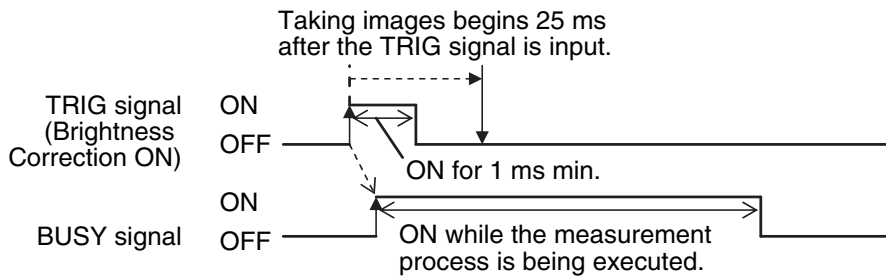 Taking images begins 25 ms
after the TRIG signal is input.
TRIG signal
(Brightness
Correction ON)
ON
OFF
ON for 1 ms min.
BUSY signal
ON
OFF
ON while the measurement
process is being executed.